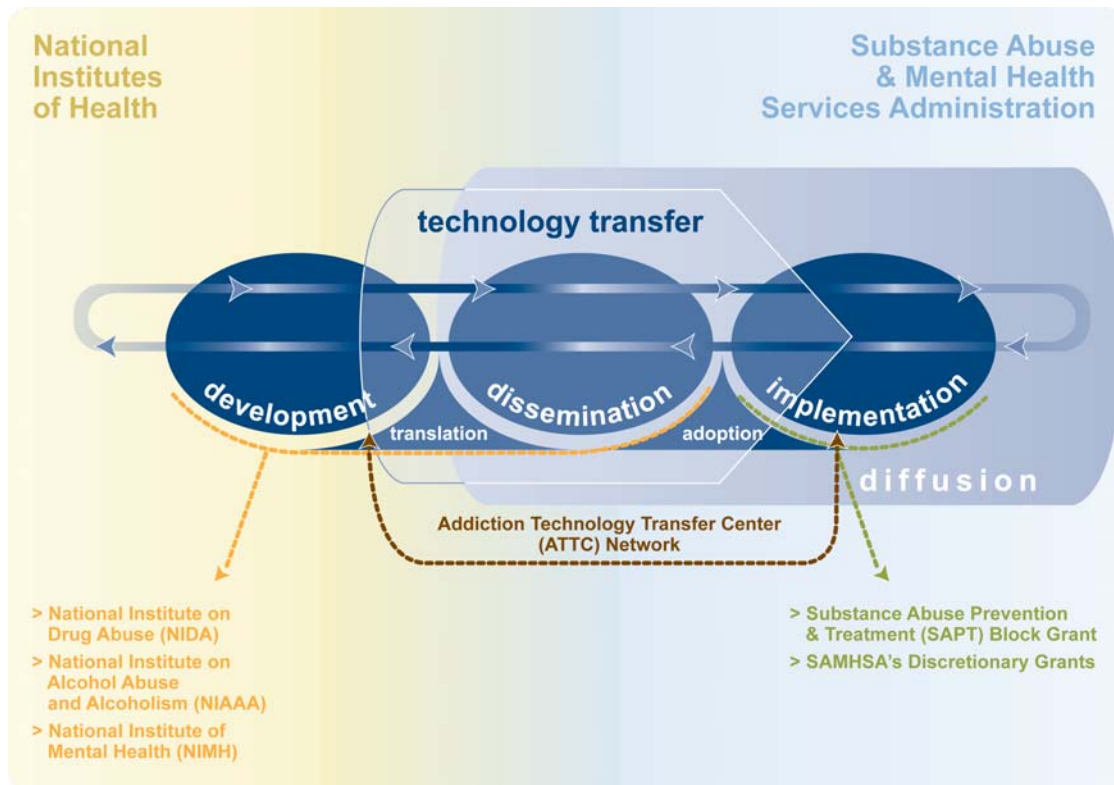 National
Institutes
of Health
Substance Abuse
& Mental Health
Services Administration
technology transfer
development
dissemination
implementation
translation
adoption
diffusion
Addiction Technology Transfer Center
(ATTC) Network
> National Institute on
Drug Abuse (NIDA)
> National Institute on
Alcohol Abuse
and Alcoholism (NIAAA)
> National Institute of
Mental Health (NIMH)
> Substance Abuse Prevention
& Treatment (SAPT) Block Grant
> SAMHSA's Discretionary Grants